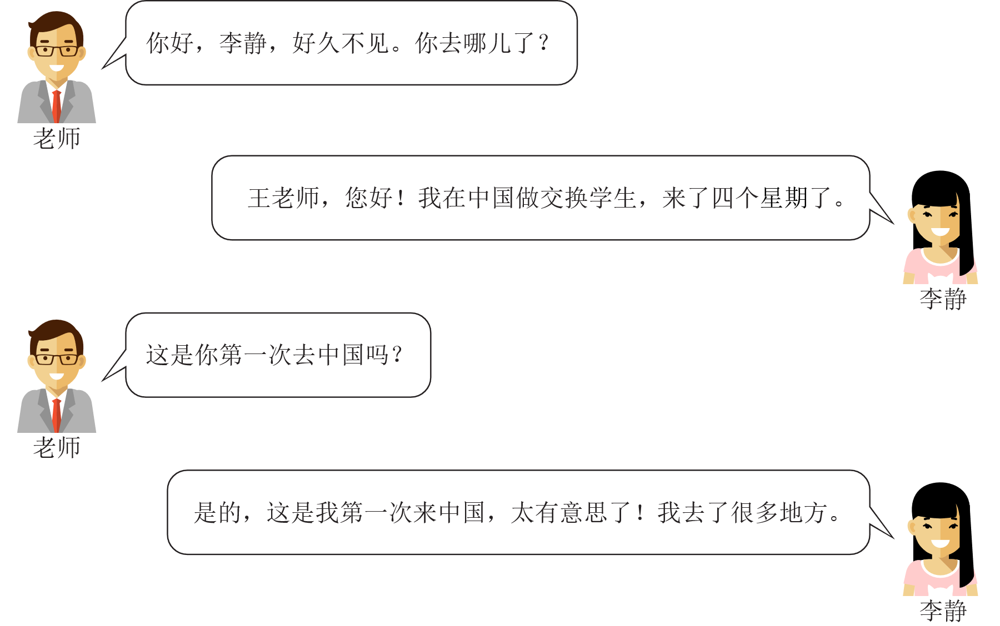 你好，李静，好久不见。你去哪儿了？
老师
王老师，您好！我在中国做交换学生，来了四个星期了。
李静
这是你第一次去中国吗？
老师
是的，这是我第一次来中国，太有意思了！我去了很多地方。
李静